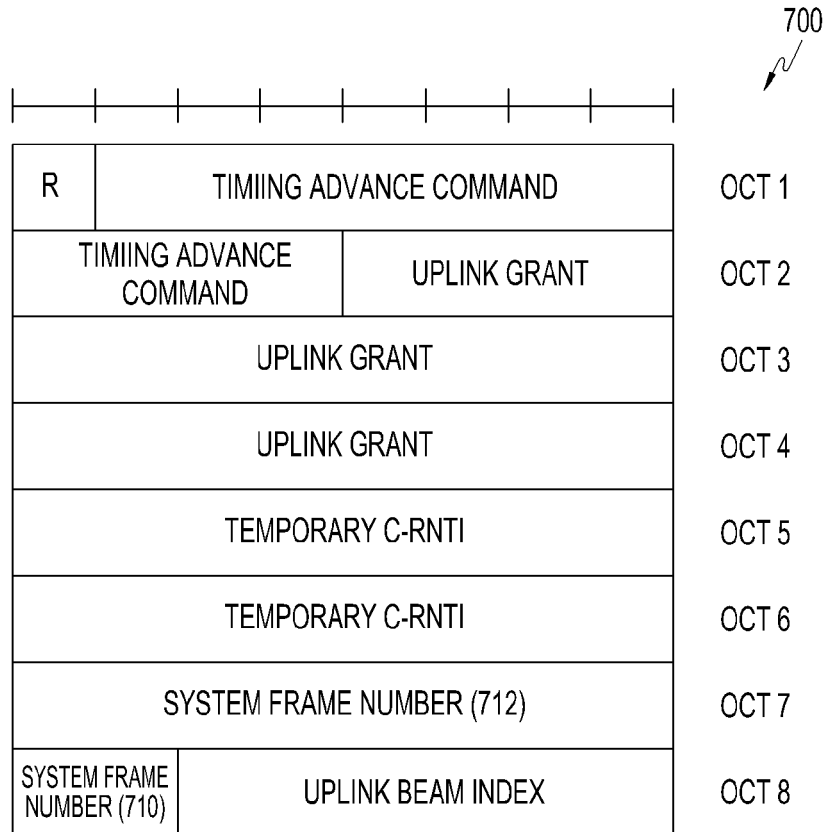 700
R TIMIING ADVANCE COMMAND OCT 1
TIMIING ADVANCE
COMMAND UPLINK GRANT OCT 2
UPLINK GRANT OCT 3
UPLINK GRANT OCT 4
TEMPORARY C-RNTI OCT 5
TEMPORARY C-RNTI OCT 6
SYSTEM FRAME NUMBER (712) OCT 7
SYSTEM FRAME
NUMBER (710) UPLINK BEAM INDEX OCT 8